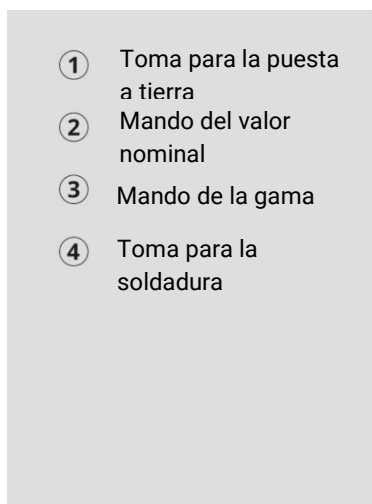 1 Toma para la puesta
a tierra
2 Mando del valor
nominal
3 Mando de la gama
4 Toma para la
soldadura